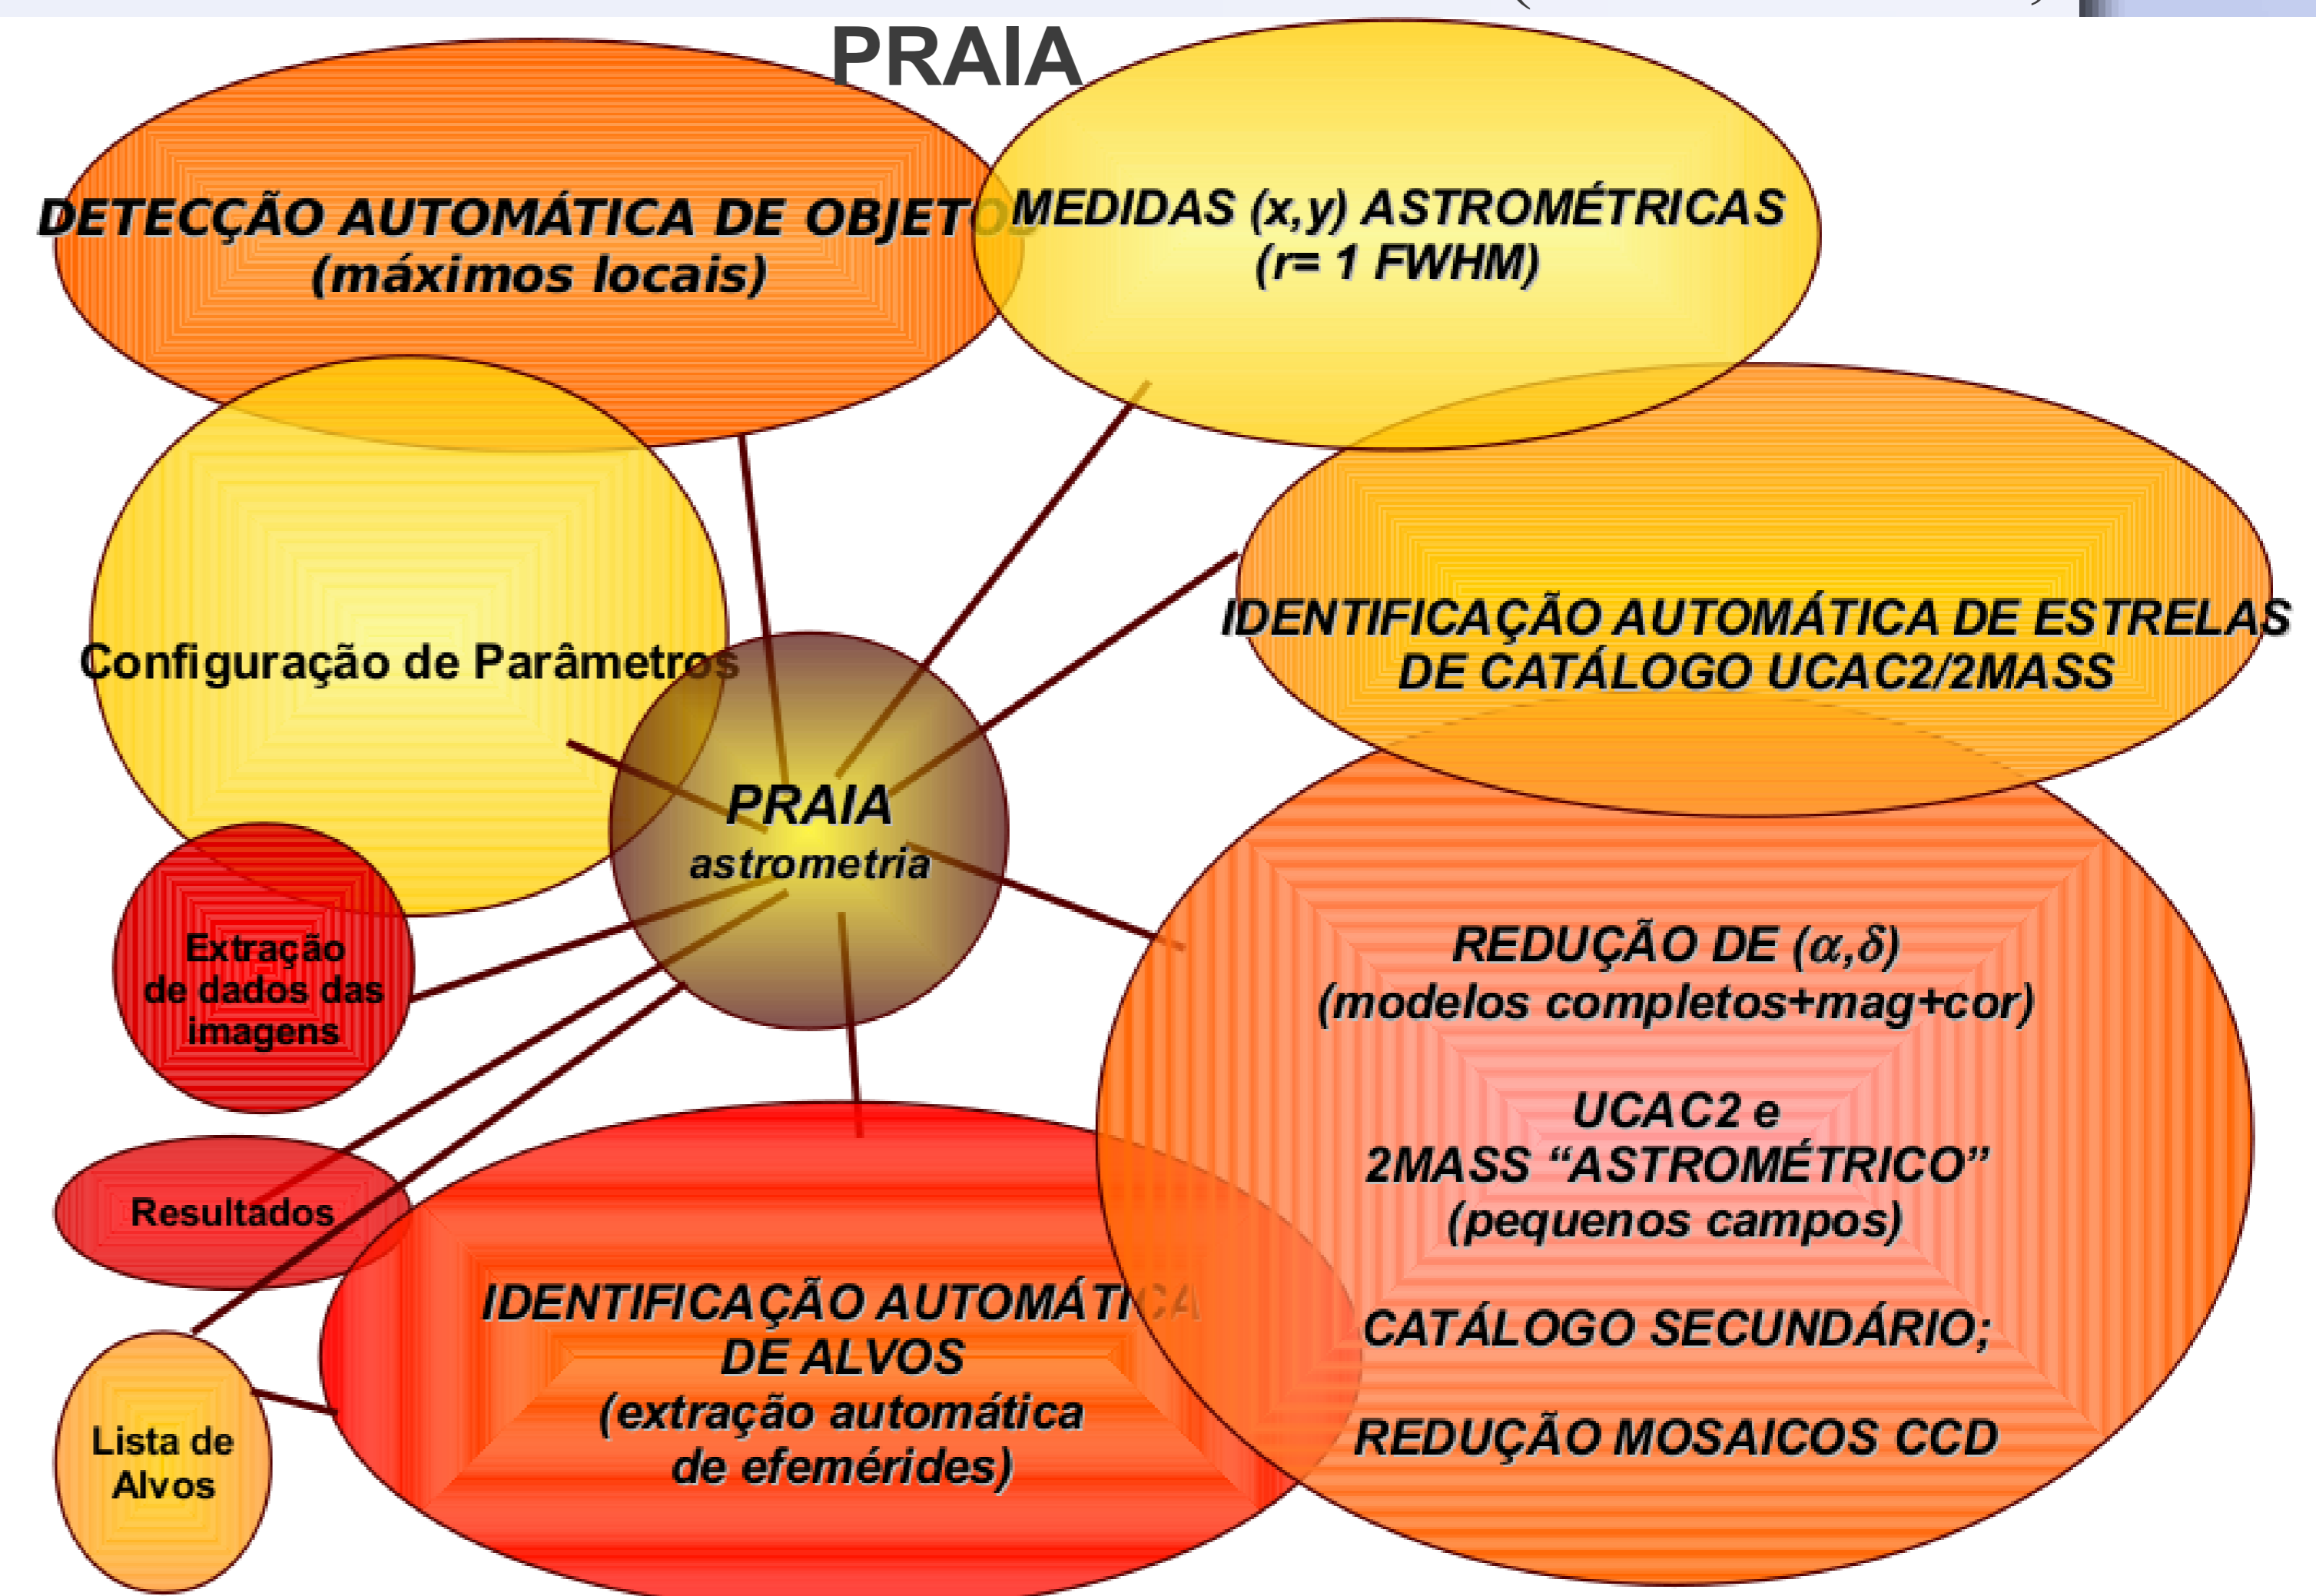 PRAIA
DETECÇÃO AUTOMÁTICA DE OBJETOS
(máximos locais)
MEDIDAS (x,y) ASTROMÉTRICAS
(r= 1 FWHM)
IDENTIFICAÇÃO AUTOMÁTICA DE ESTRELAS
DE CATÁLOGO UCAC2/2MASS
Configuração de Parâmetros
PRAIA
astrometria
Extração
de dados das
imagens
REDUÇÃO DE (α,δ)
(modelos completos+mag+cor)
UCAC2 e
2MASS “ASTROMÉTRICO”
(pequenos campos)
CATÁLOGO SECUNDÁRIO;
REDUÇÃO MOSAICOS CCD
Resultados
IDENTIFICAÇÃO AUTOMÁTICA
DE ALVOS
(extração automática
de efemérides)
Lista de
Alvos